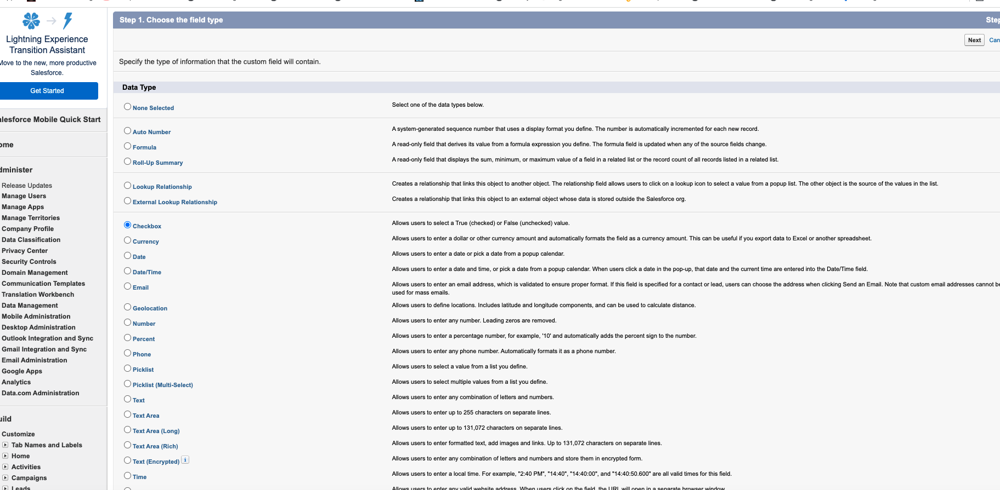 Lightning Experience
Transition Assistant
Move to the new, more productive
Salesforce.
Get Started
alesforce Mobile Quick Start
ome
dminister
Release Updates
Manage Users
Manage Apps
Manage Territories
Company Profile
Data Classification
Privacy Center
Security Controls
Domain Management
Communication Templates
Translation Workbench
Data Management
Mobile Administration
Desktop Administration
Outlook Integration and Sync
Gmail Integration and Sync
Email Administration
Google Apps
Analytics
Data.com Administration
uild
Customize
Tab Names and Labels
Home
Activities
Campaigns
Leads
Step 1. Choose the field type Step
Next Can
Specify the type of information that the custom field will contain.
Data Type
None Selected Select one of the data types below.
Auto Number A system-generated sequence number that uses a display format you define. The number is automatically incremented for each new record.
Formula A read-only field that derives its value from a formula expression you define. The formula field is updated when any of the source fields change.
Roll-Up Summary A read-only field that displays the sum, minimum, or maximum value of a field in a related list or the record count of all records listed in a related list.
Lookup Relationship Creates a relationship that links this object to another object. The relationship field allows users to click on a lookup icon to select a value from a popup list. The other object is the source of the values in the list.
External Lookup Relationship Creates a relationship that links this object to an external object whose data is stored outside the Salesforce org.
Checkbox Allows users to select a True (checked) or False (unchecked) value.
Currency Allows users to enter a dollar or other currency amount and automatically formats the field as a currency amount. This can be useful if you export data to Excel or another spreadsheet.
Date Allows users to enter a date or pick a date from a popup calendar.
Date/Time Allows users to enter a date and time, or pick a date from a popup calendar. When users click a date in the pop-up, that date and the current time are entered into the Date/Time field.
Email Allows users to enter an email address, which is validated to ensure proper format. If this field is specified for a contact or lead, users can choose the address when clicking Send an Email. Note that custom email addresses cannot be
used for mass emails.
Geolocation Allows users to define locations. Includes latitude and longitude components, and can be used to calculate distance.
Number Allows users to enter any number. Leading zeros are removed.
Percent Allows users to enter a percentage number, for example, '10' and automatically adds the percent sign to the number.
Phone Allows users to enter any phone number. Automatically formats it as a phone number.
Picklist Allows users to select a value from a list you define.
Picklist (Multi-Select) Allows users to select multiple values from a list you define.
Text Allows users to enter any combination of letters and numbers.
Text Area Allows users to enter up to 255 characters on separate lines.
Text Area (Long) Allows users to enter up to 131,072 characters on separate lines.
Text Area (Rich) Allows users to enter formatted text, add images and links. Up to 131,072 characters on separate lines.
Text (Encrypted) i Allows users to enter any combination of letters and numbers and store them in encrypted form.
Time Allows users to enter a local time. For example, "2:40 PM", "14:40", "14:40:00", and "14:40:50.600" are all valid times for this field.
Allows users to enter any valid website address. When users click on the field, the URL will open in a separate browser window.